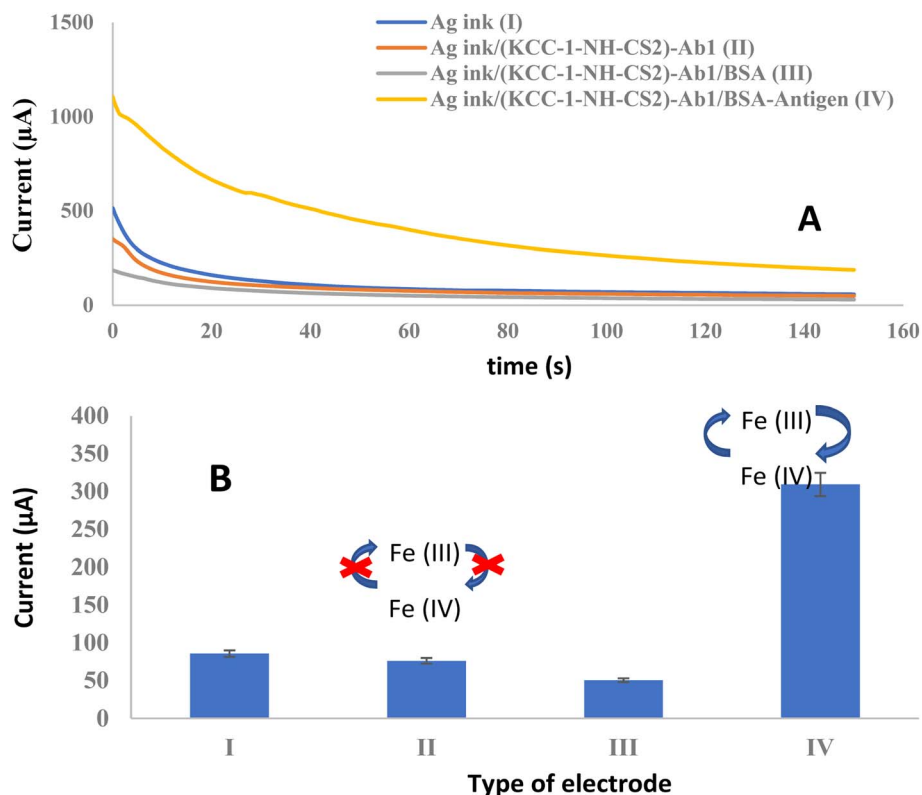 1500
1000
500
0
Current (µA)
Ag ink (I)
Ag ink/(KCC-1-NH-CS2)-Ab1 (II)
Ag ink/(KCC-1-NH-CS2)-Ab1/BSA (III)
Ag ink/(KCC-1-NH-CS2)-Ab1/BSA-Antigen (IV)
A
0 20 40 60 80 100 120 140 160
time (s)
400
350
300
250
200
150
100
50
0
Current (µA)
B
Fe (III)
Fe (IV)
Fe (III)
Fe (IV)
I II III IV
Type of electrode